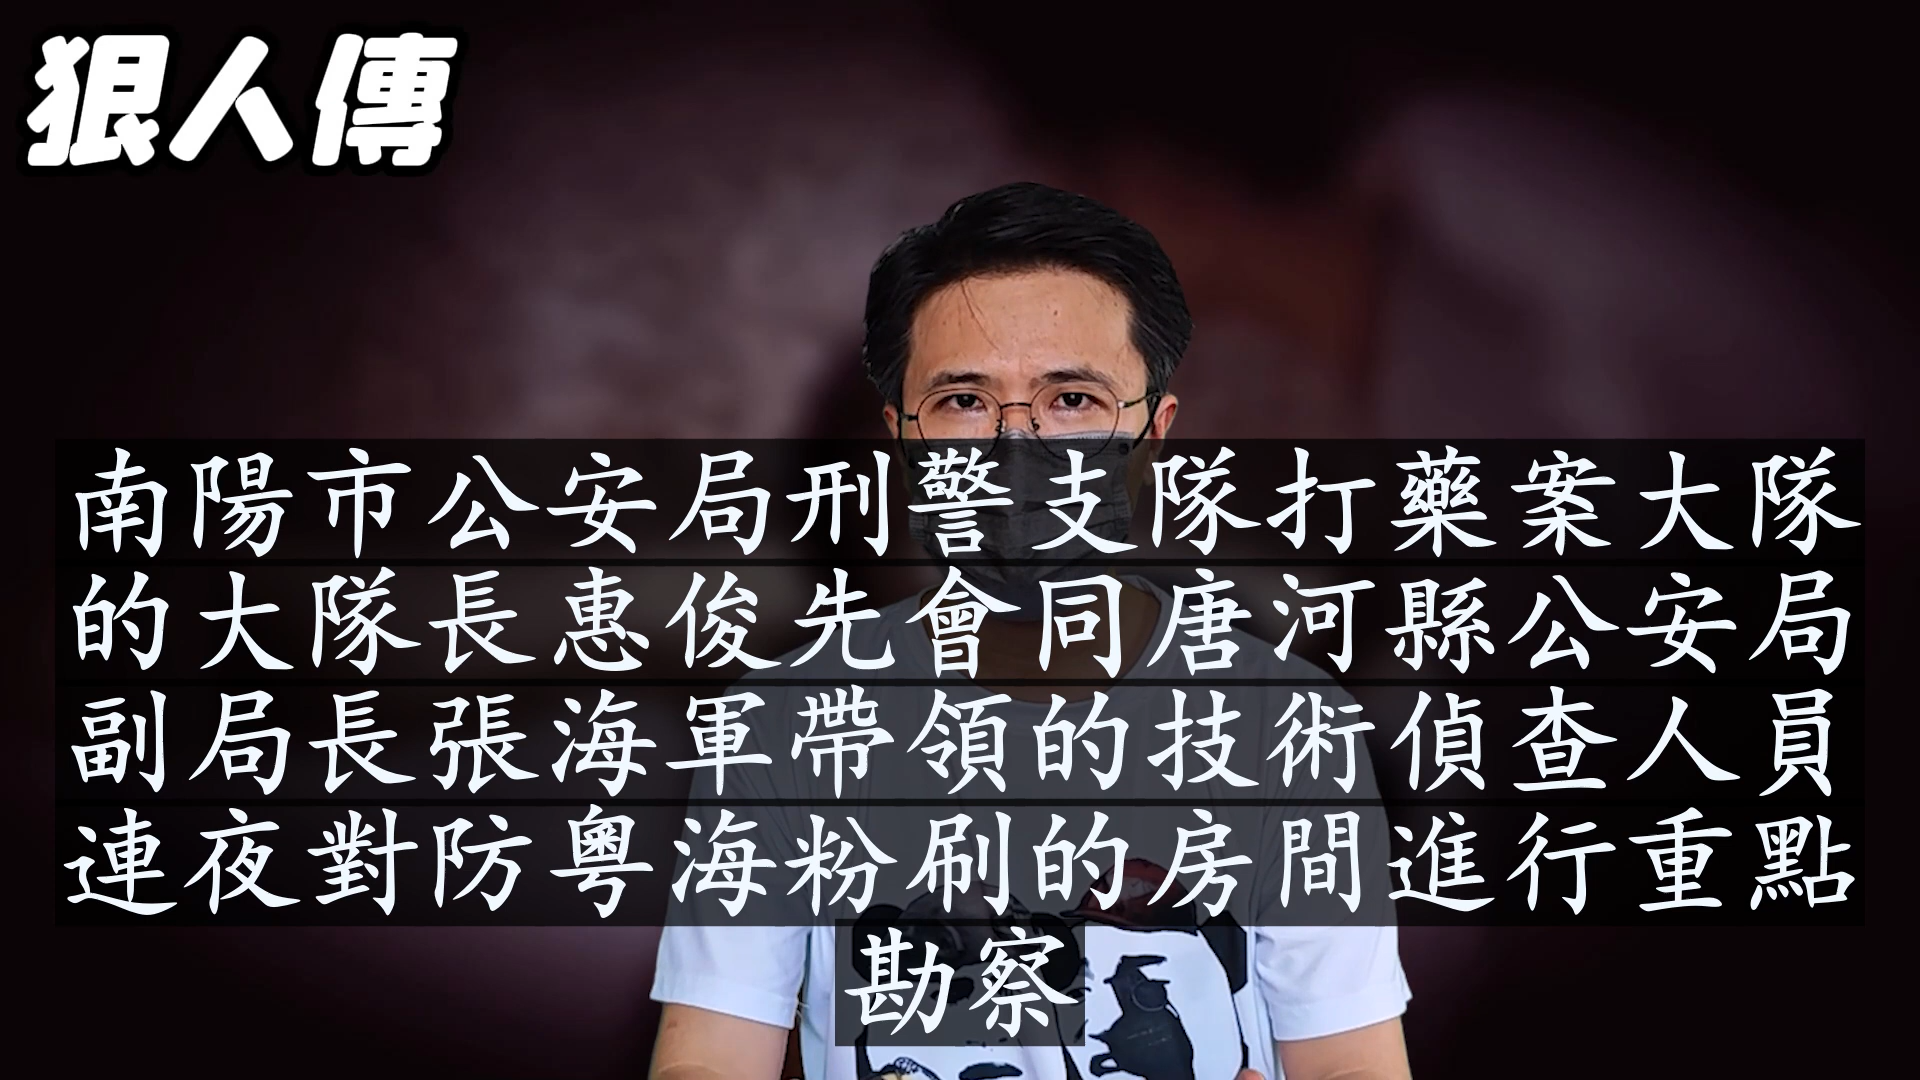 狠人傳
南陽市公安局刑警支隊打藥案大隊
的大隊長惠俊先會同唐河縣公安局
副局長張海軍帶領的技術偵查人員
連夜對防粵海粉刷的房間進行重點
勘察